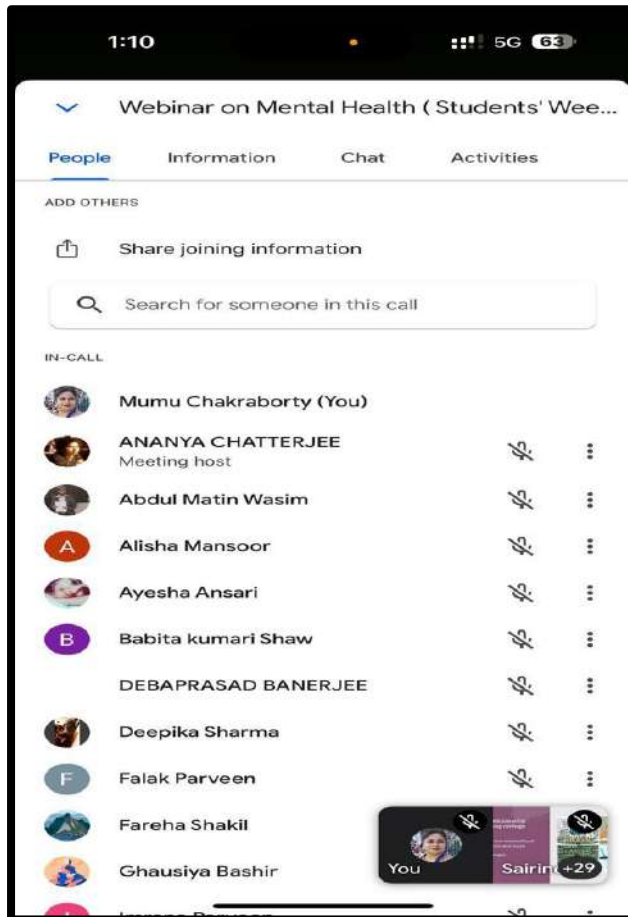 1:10
5G 63
Webinar on Mental Health ( Students' Wee...
People Information Chat Activities
ADD OTHERS
Share joining information
Search for someone in this call
IN-CALL
Mumu Chakraborty (You)
ANANYA CHATTERJEE
Meeting host
Abdul Matin Wasim
A Alisha Mansoor
Ayesha Ansari
B Babita kumari Shaw
DEBAPRASAD BANERJEE
Deepika Sharma
F Falak Parveen
Fareha Shakil
Ghausiya Bashir
You Sairin +29